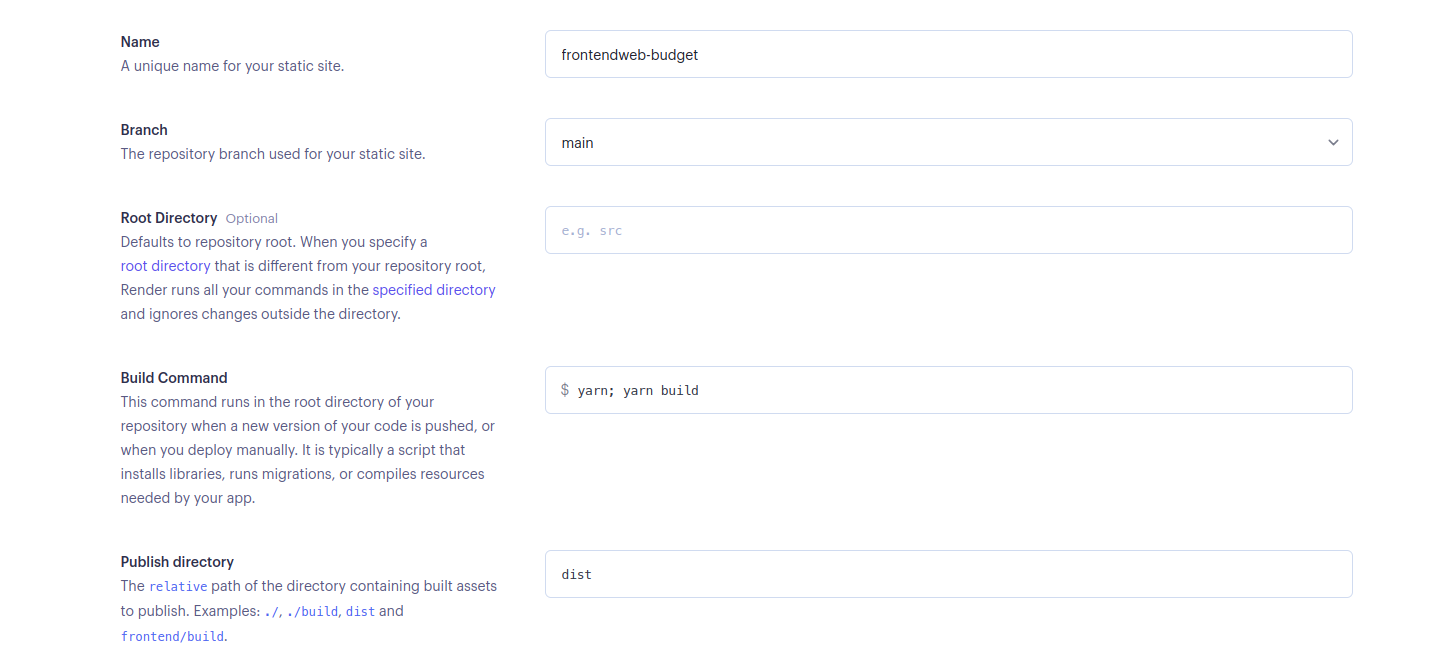 Name
A unique name for your static site.
frontendweb-budget
Branch
The repository branch used for your static site.
main
Root Directory Optional
Defaults to repository root. When you specify a
root directory that is different from your repository root,
Render runs all your commands in the specified directory
and ignores changes outside the directory.
e.g. src
Build Command
This command runs in the root directory of your
repository when a new version of your code is pushed, or
when you deploy manually. It is typically a script that
installs libraries, runs migrations, or compiles resources
needed by your app.
$ yarn; yarn build
Publish directory
The relative path of the directory containing built assets
to publish. Examples: ./, ./build, dist and
frontend/build.
dist